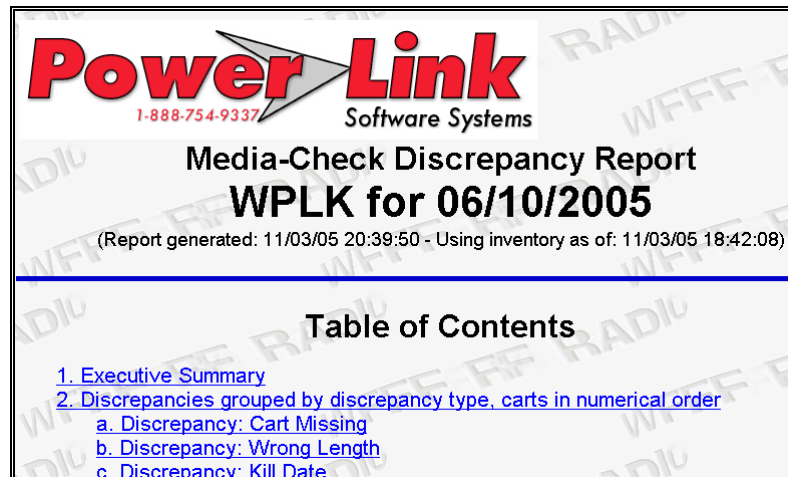 Power Link
1-888-754-9337
Software Systems
Media-Check Discrepancy Report
WPLK for 06/10/2005
(Report generated: 11/03/05 20:39:50 - Using inventory as of: 11/03/05 18:42:08)
Table of Contents
1. Executive Summary
2. Discrepancies grouped by discrepancy type, carts in numerical order
a. Discrepancy: Cart Missing
b. Discrepancy: Wrong Length
c. Discrepancy: Kill Date